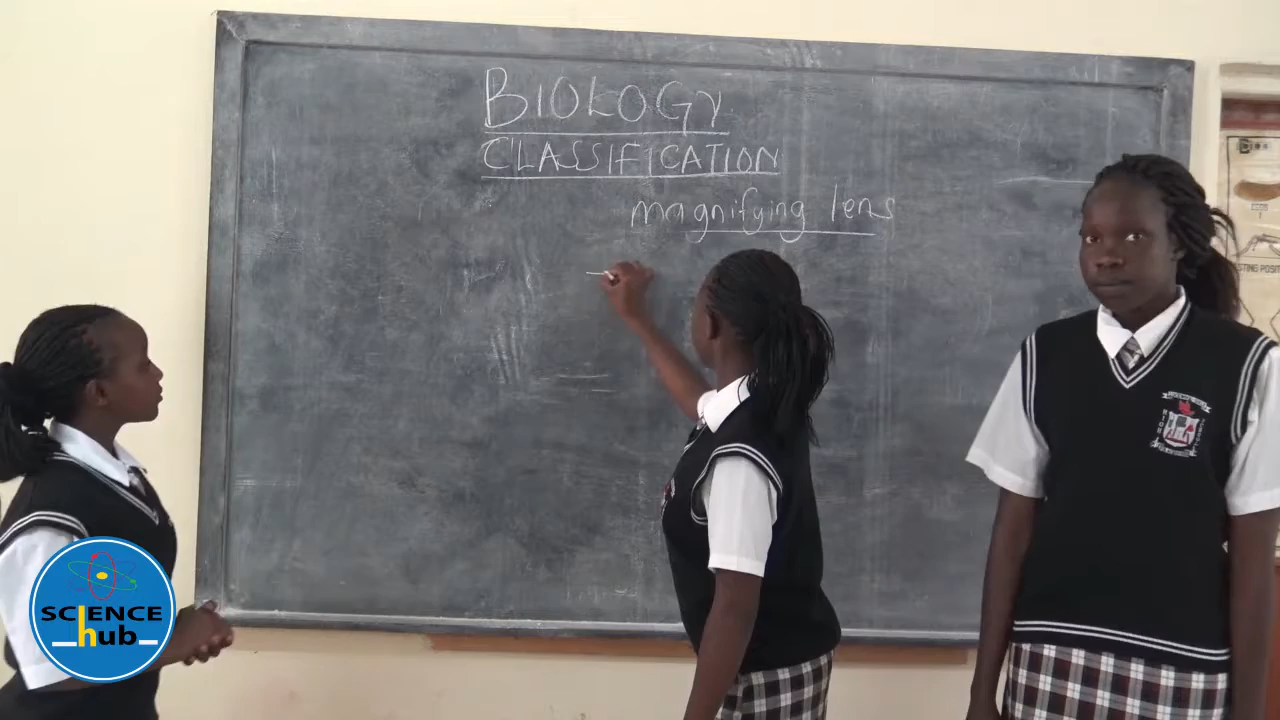 BIOLOGY
CLASSIFICATION
magnifying lens
SCIENCE
hub